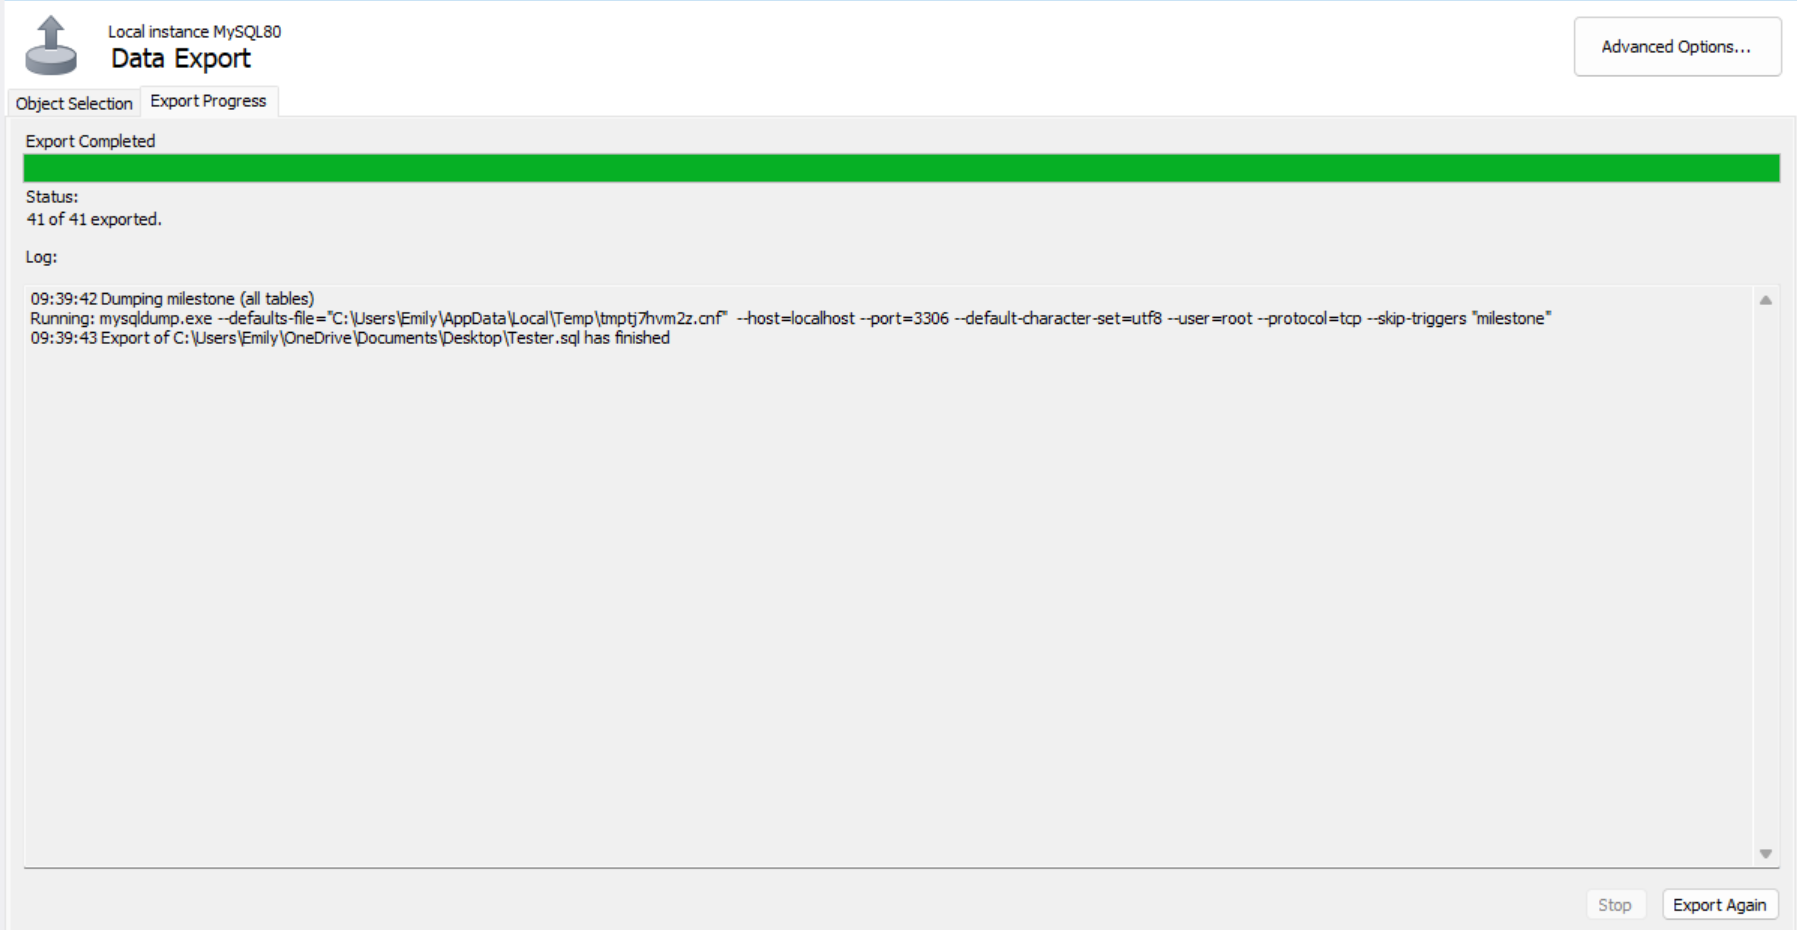 Local instance MySQL80
Data Export
Advanced Options...
Object Selection
Export Progress
Export Completed
Status:
41 of 41 exported.
Log:
09:39:42 Dumping milestone (all tables)
Running: mysqldump.exe --defaults-file="C:\Users\Emily\AppData\Local\Temp\tmptj7hvm2z.cnf"  --host=localhost --port=3306 --default-character-set=utf8 --user=root --protocol=tcp --skip-triggers "milestone"
09:39:43 Export of C:\Users\Emily\OneDrive\Documents\Desktop\Tester.sql has finished
Stop
Export Again